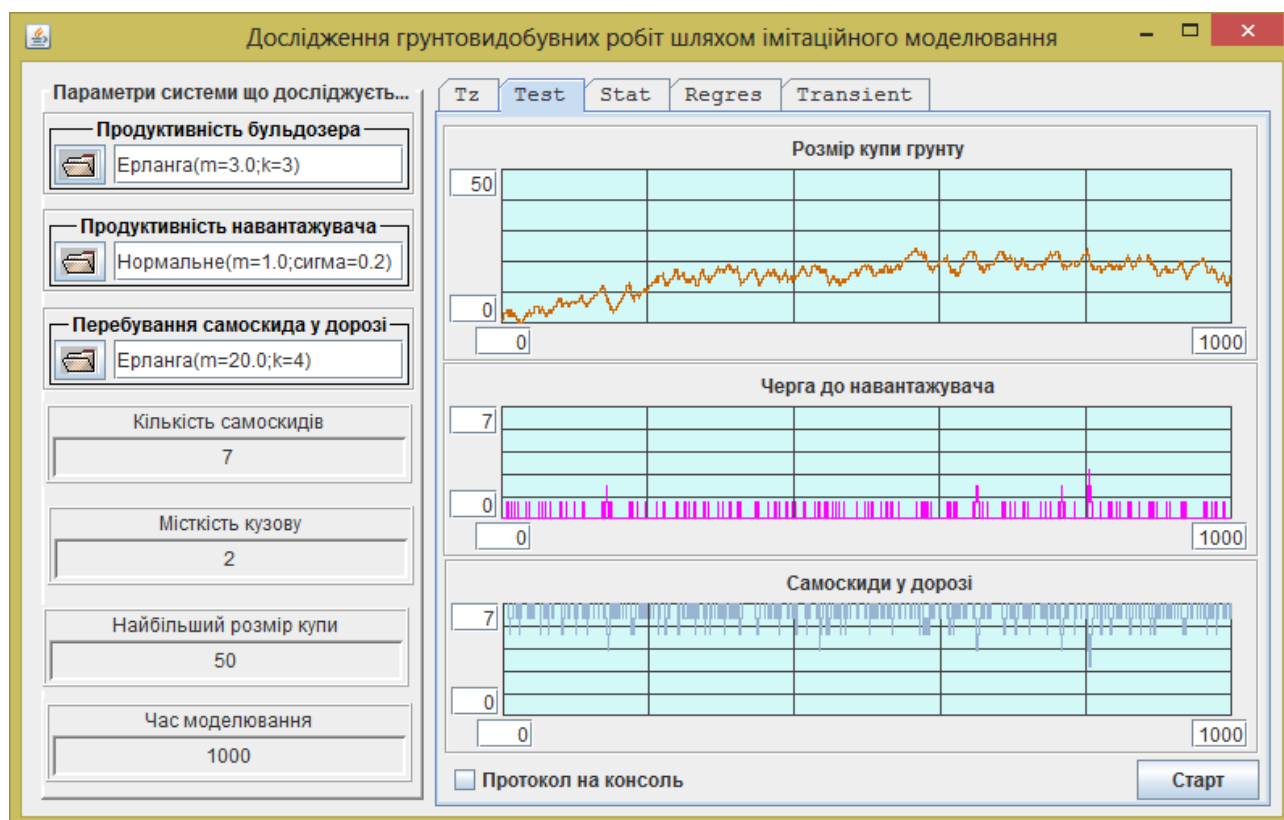 Дослідження грунтовидобувних робіт шляхом імітаційного моделювання
Параметри системи що досліджуєть...
Продуктивність бульдозера
Ерланга(m=3.0;k=3)
Продуктивність навантажувача
Нормальне(m=1.0;сигма=0.2)
Перебування самоскида у дорозі
Ерланга(m=20.0;k=4)
Кількість самоскидів
7
Місткість кузову
2
Найбільший розмір купи
50
Час моделювання
1000
Tz Test Stat Regres Transient
Розмір купи грунту
50
0
0 1000
Черга до навантажувача
7
0
0 1000
Самоскиди у дорозі
7
0
0 1000
Протокол на консоль Старт